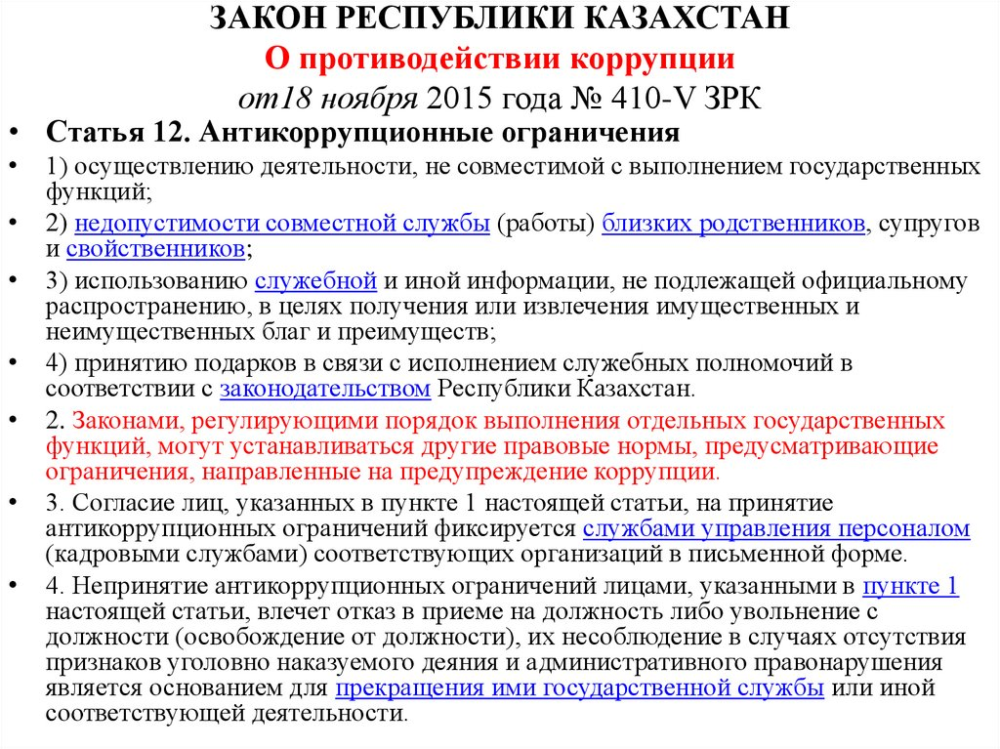 ЗАКОН РЕСПУБЛИКИ КАЗАХСТАН
О противодействии коррупции
от18 ноября 2015 года № 410-V ЗРК
• Статья 12. Антикоррупционные ограничения
• 1) осуществлению деятельности, не совместимой с выполнением государственных
функций;
• 2) недопустимости совместной службы (работы) близких родственников, супругов
и свойственников;
• 3) использованию служебной и иной информации, не подлежащей официальному
распространению, в целях получения или извлечения имущественных и
неимущественных благ и преимуществ;
• 4) принятию подарков в связи с исполнением служебных полномочий в
соответствии с законодательством Республики Казахстан.
• 2. Законами, регулирующими порядок выполнения отдельных государственных
функций, могут устанавливаться другие правовые нормы, предусматривающие
ограничения, направленные на предупреждение коррупции.
• 3. Согласие лиц, указанных в пункте 1 настоящей статьи, на принятие
антикоррупционных ограничений фиксируется службами управления персоналом
(кадровыми службами) соответствующих организаций в письменной форме.
• 4. Непринятие антикоррупционных ограничений лицами, указанными в пункте 1
настоящей статьи, влечет отказ в приеме на должность либо увольнение с
должности (освобождение от должности), их несоблюдение в случаях отсутствия
признаков уголовно наказуемого деяния и административного правонарушения
является основанием для прекращения ими государственной службы или иной
соответствующей деятельности.